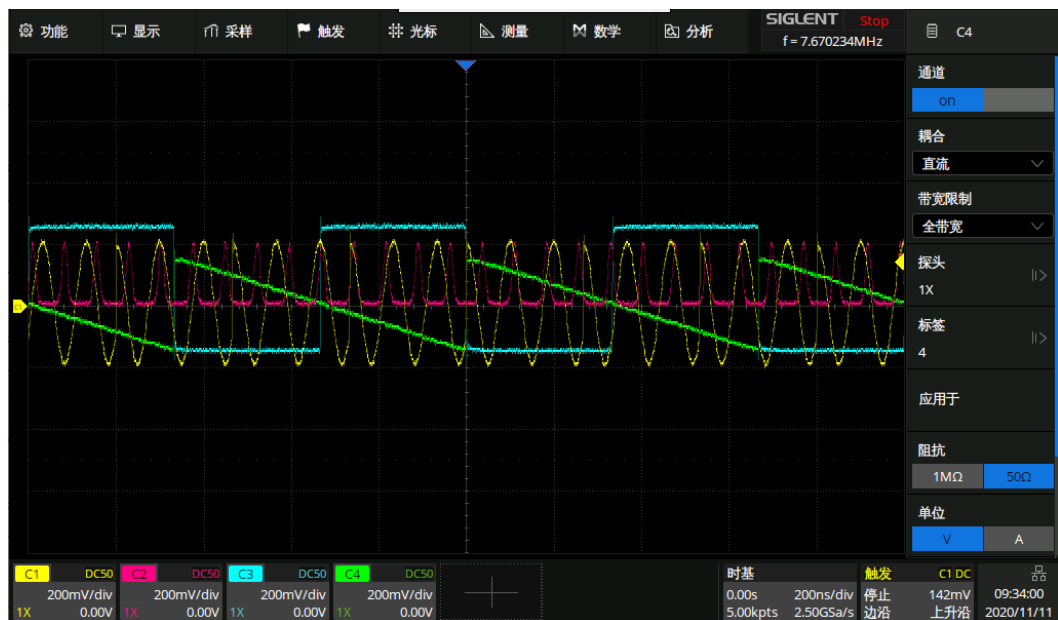 功能 显示 采样 触发 光标 测量 数学 分析 SIGLENT Stop C4
f = 7.670234MHz
通道
on
耦合
直流
带宽限制
全带宽
探头
1X
标签
4
应用于
阻抗
1MΩ 50Ω
单位
V A
C1
C1 DC50 C2 DC50 C3 DC50 C4 DC50 时基 触发 C1 DC
200mV/div 200mV/div 200mV/div 200mV/div 0.00s 200ns/div 停止 142mV 09:34:00
1X 0.00V 1X 0.00V 1X 0.00V 1X 0.00V 5.00kpts 2.50GSa/s 边沿 上升沿 2020/11/11